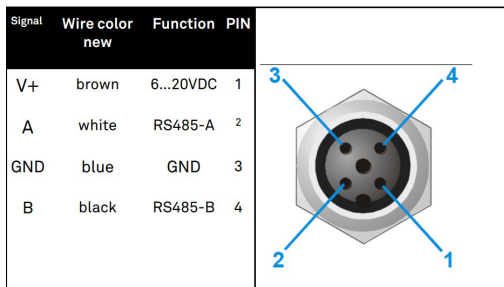 Signal Wire color new Function PIN
V+ brown 6...20VDC 1
A white RS485-A 2
GND blue GND 3
B black RS485-B 4
3 4
2 1